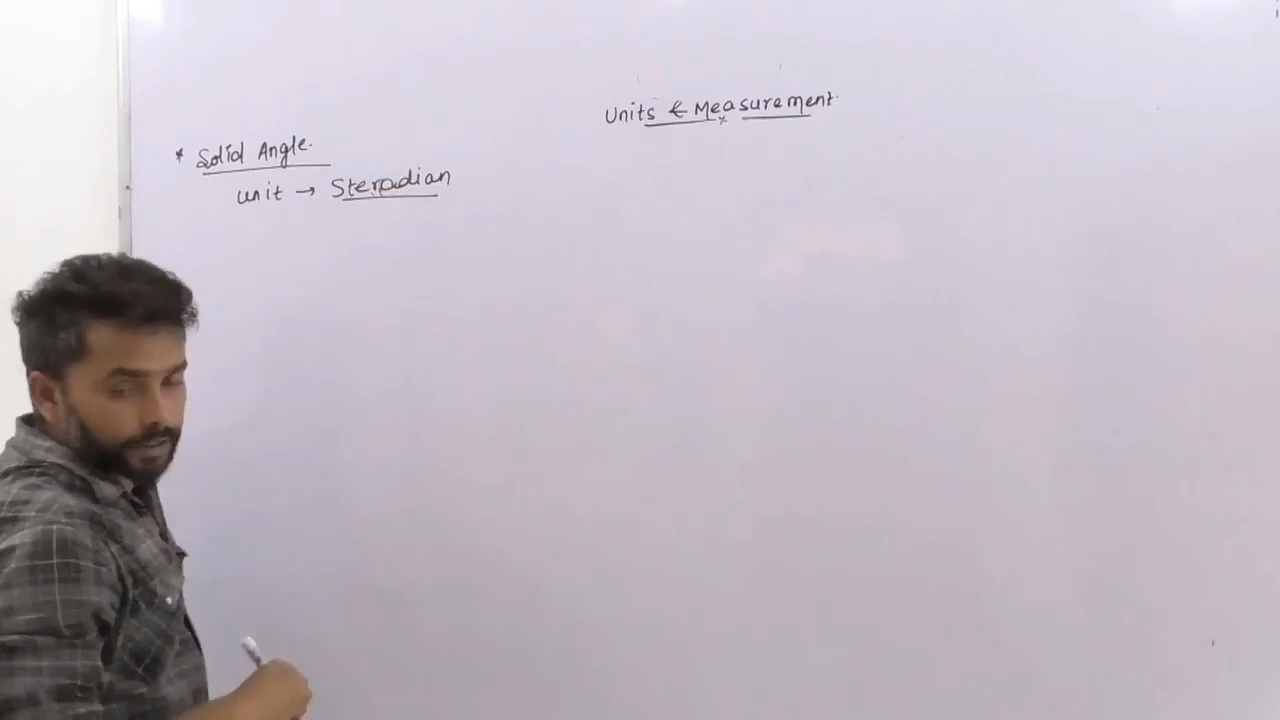 Units & Measurement.
* Solid Angle.
unit → Steradian